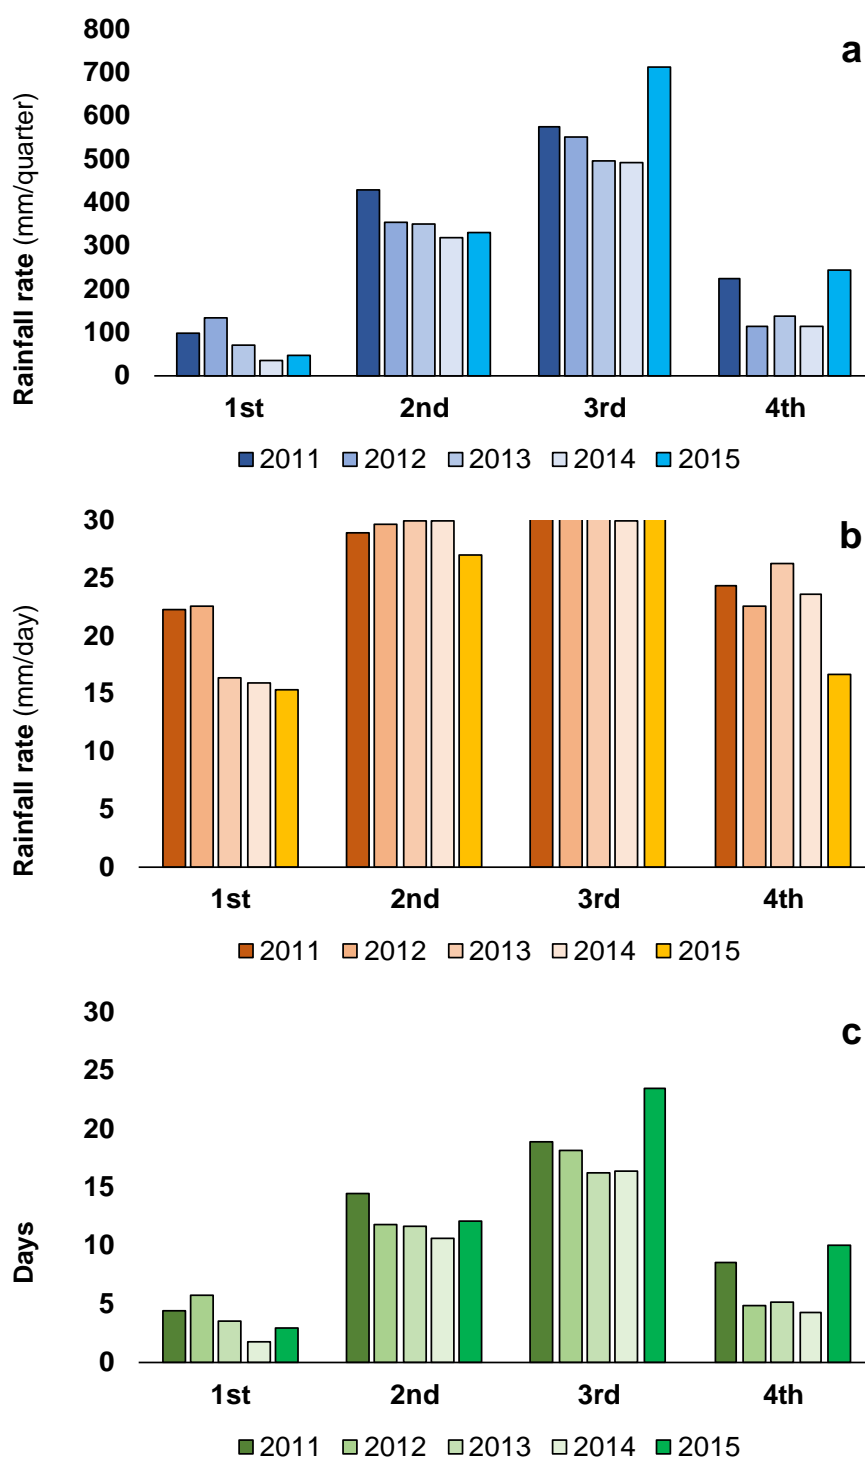 800
a
700
600
500
400
300
200
100
0
Rainfall rate (mm/quarter)
1st 2nd 3rd 4th
2011 2012 2013 2014 2015
30
b
25
20
15
10
5
0
Rainfall rate (mm/day)
1st 2nd 3rd 4th
2011 2012 2013 2014 2015
30
c
25
20
15
10
5
0
Days
1st 2nd 3rd 4th
2011 2012 2013 2014 2015